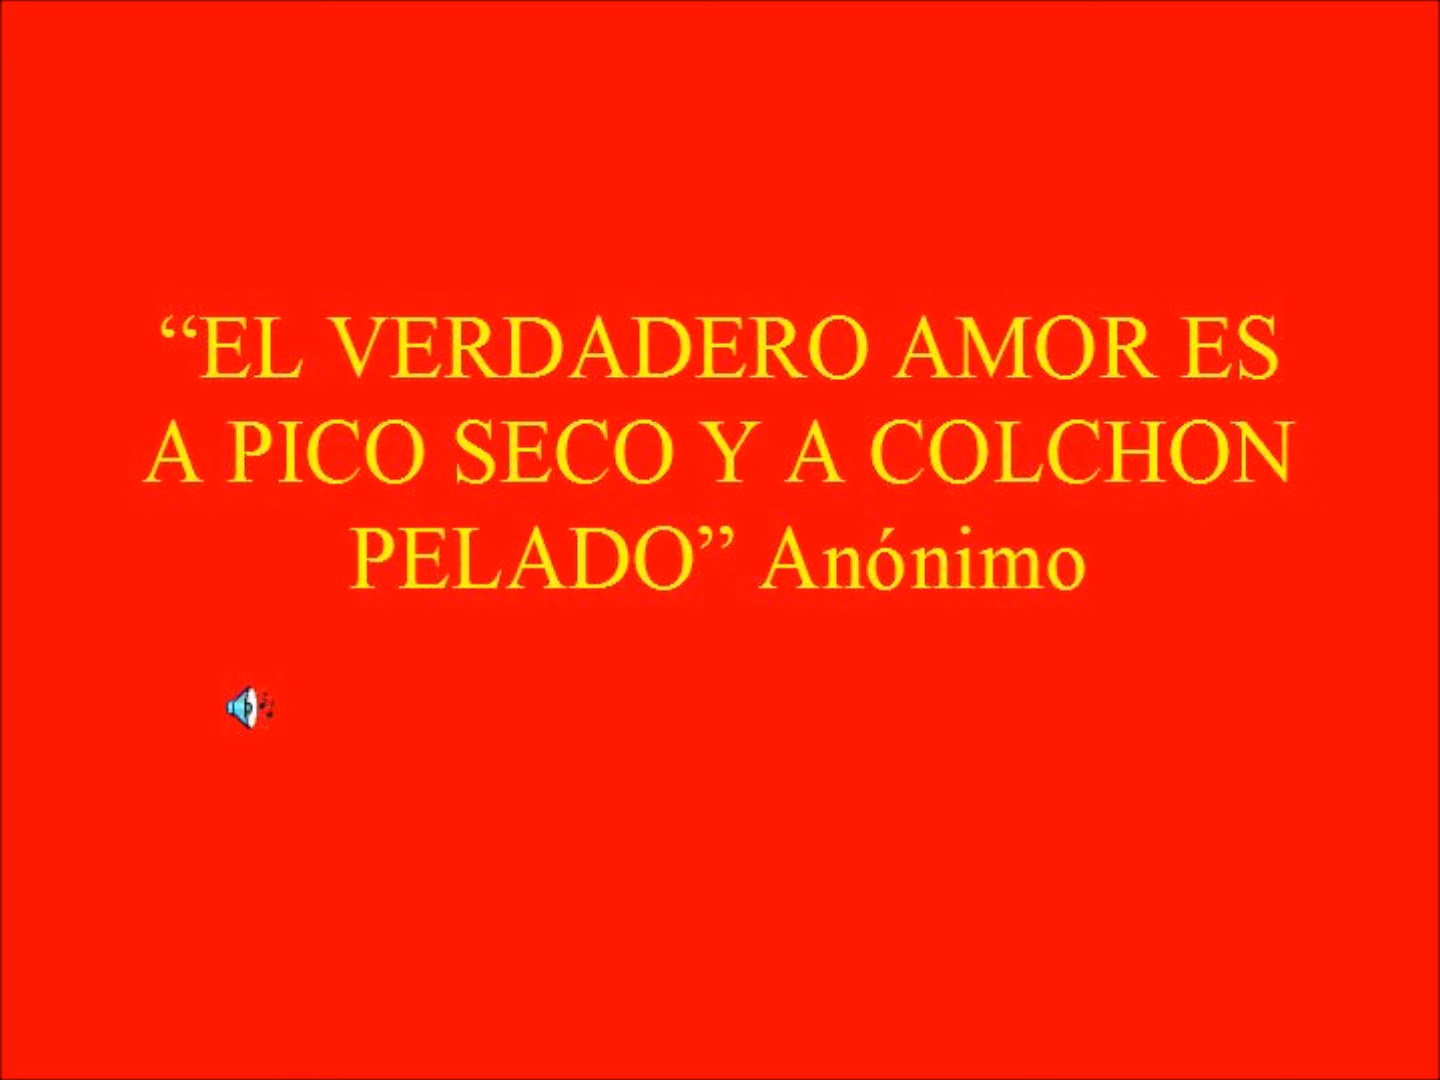 “EL VERDADERO AMOR ES
A PICO SECO Y A COLCHON
PELADO” Anónimo